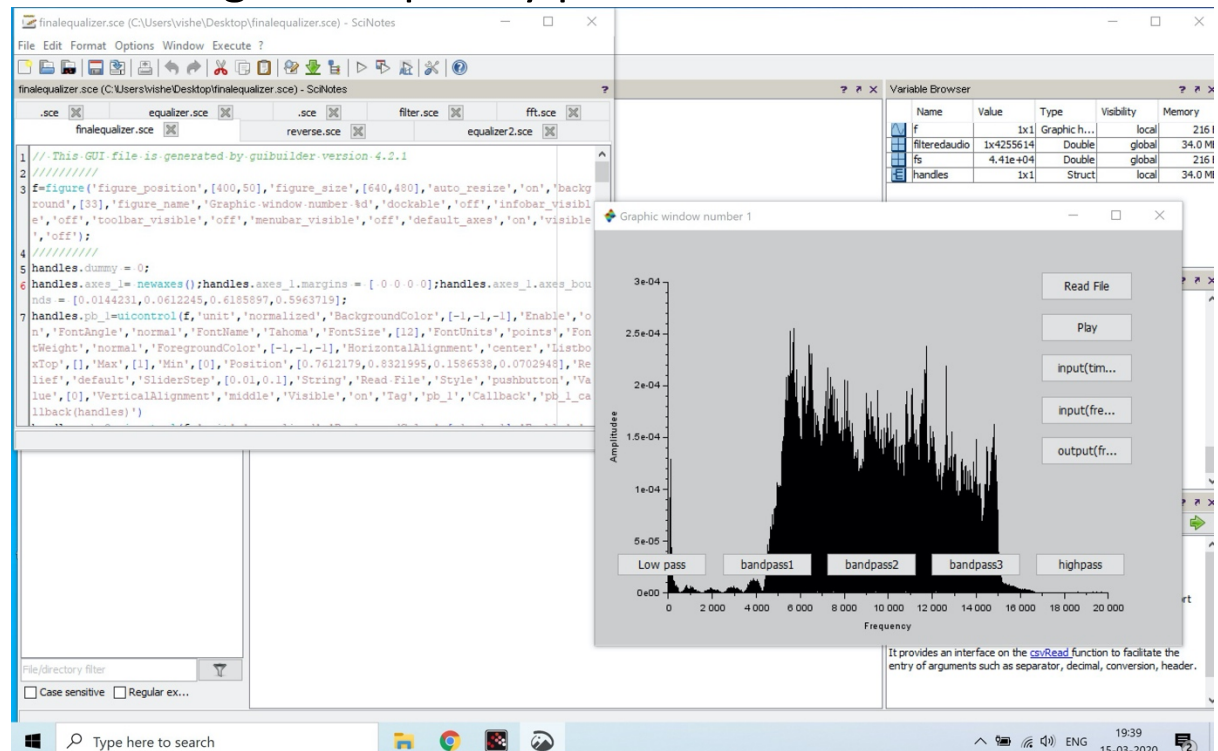 finalequalizer.sce (C:\Users\vishe\Desktop\finalequalizer.sce) - SciNotes
File Edit Format Options Window Execute ?
finalequalizer.sce (C:\Users\vishe\Desktop\finalequalizer.sce) - SciNotes
?
.sce equalizer.sce .sce filter.sce fft.sce
finalequalizer.sce reverse.sce equalizer2.sce
1 // This GUI file is generated by guibuilder version 4.2.1
2 //////////
3 f=figure('figure_position',[400,50],'figure_size',[640,480],'auto_resize','on','backg
round',[33],'figure_name','Graphic window number %d','dockable','off','infobar_visibl
e','off','toolbar_visible','off','menubar_visible','off','default_axes','on','visible
','off');
4 //////////
5 handles.dummy = 0;
6 handles.axes_1= newaxes();handles.axes_1.margins = [ 0 0 0 0];handles.axes_1.axes_bou
nds = [0.0144231,0.0612245,0.6185897,0.5963719];
7 handles.pb_1=uicontrol(f,'unit','normalized','BackgroundColor',[-1,-1,-1],'Enable','o
n','FontAngle','normal','FontName','Tahoma','FontSize',[12],'FontUnits','points','Fon
tWeight','normal','ForegroundColor',[-1,-1,-1],'HorizontalAlignment','center','Listbo
xTop',[],'Max',[1],'Min',[0],'Position',[0.7612179,0.8321995,0.1586538,0.0702948],'Re
lief','default','SliderStep',[0.01,0.1],'String','Read File','Style','pushbutton','Va
lue',[0],'VerticalAlignment','middle','Visible','on','Tag','pb_1','Callback','pb_1_ca
llback(handles)')
Variable Browser
Name Value Type Visibility Memory
f 1x1 Graphic h... local 216
filteredaudio 1x4255614 Double global 34.0
fs 4.41e+04 Double global 216
handles 1x1 Struct local 34.0
Graphic window number 1
3e-04
2.5e-04
2e-04
1.5e-04
1e-04
5e-05
0e00
Amplitudee
0 2 000 4 000 6 000 8 000 10 000 12 000 14 000 16 000 18 000 20 000
Frequency
Read File
Play
input(tim...
input(fre...
output(fr...
Low pass bandpass1 bandpass2 bandpass3 highpass
It provides an interface on the csvRead function to facilitate the
entry of arguments such as separator, decimal, conversion, header.
File/directory filter
Case sensitive Regular ex...
Type here to search
ENG
19:39
15-03-2020
2